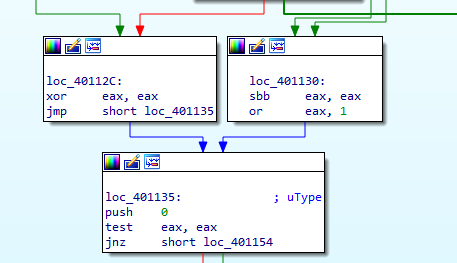 loc_40112C:
xor     eax, eax
jmp     short loc_401135
loc_401130:
sbb     eax, eax
or      eax, 1
loc_401135:             ; uType
push    0
test    eax, eax
jnz     short loc_401154